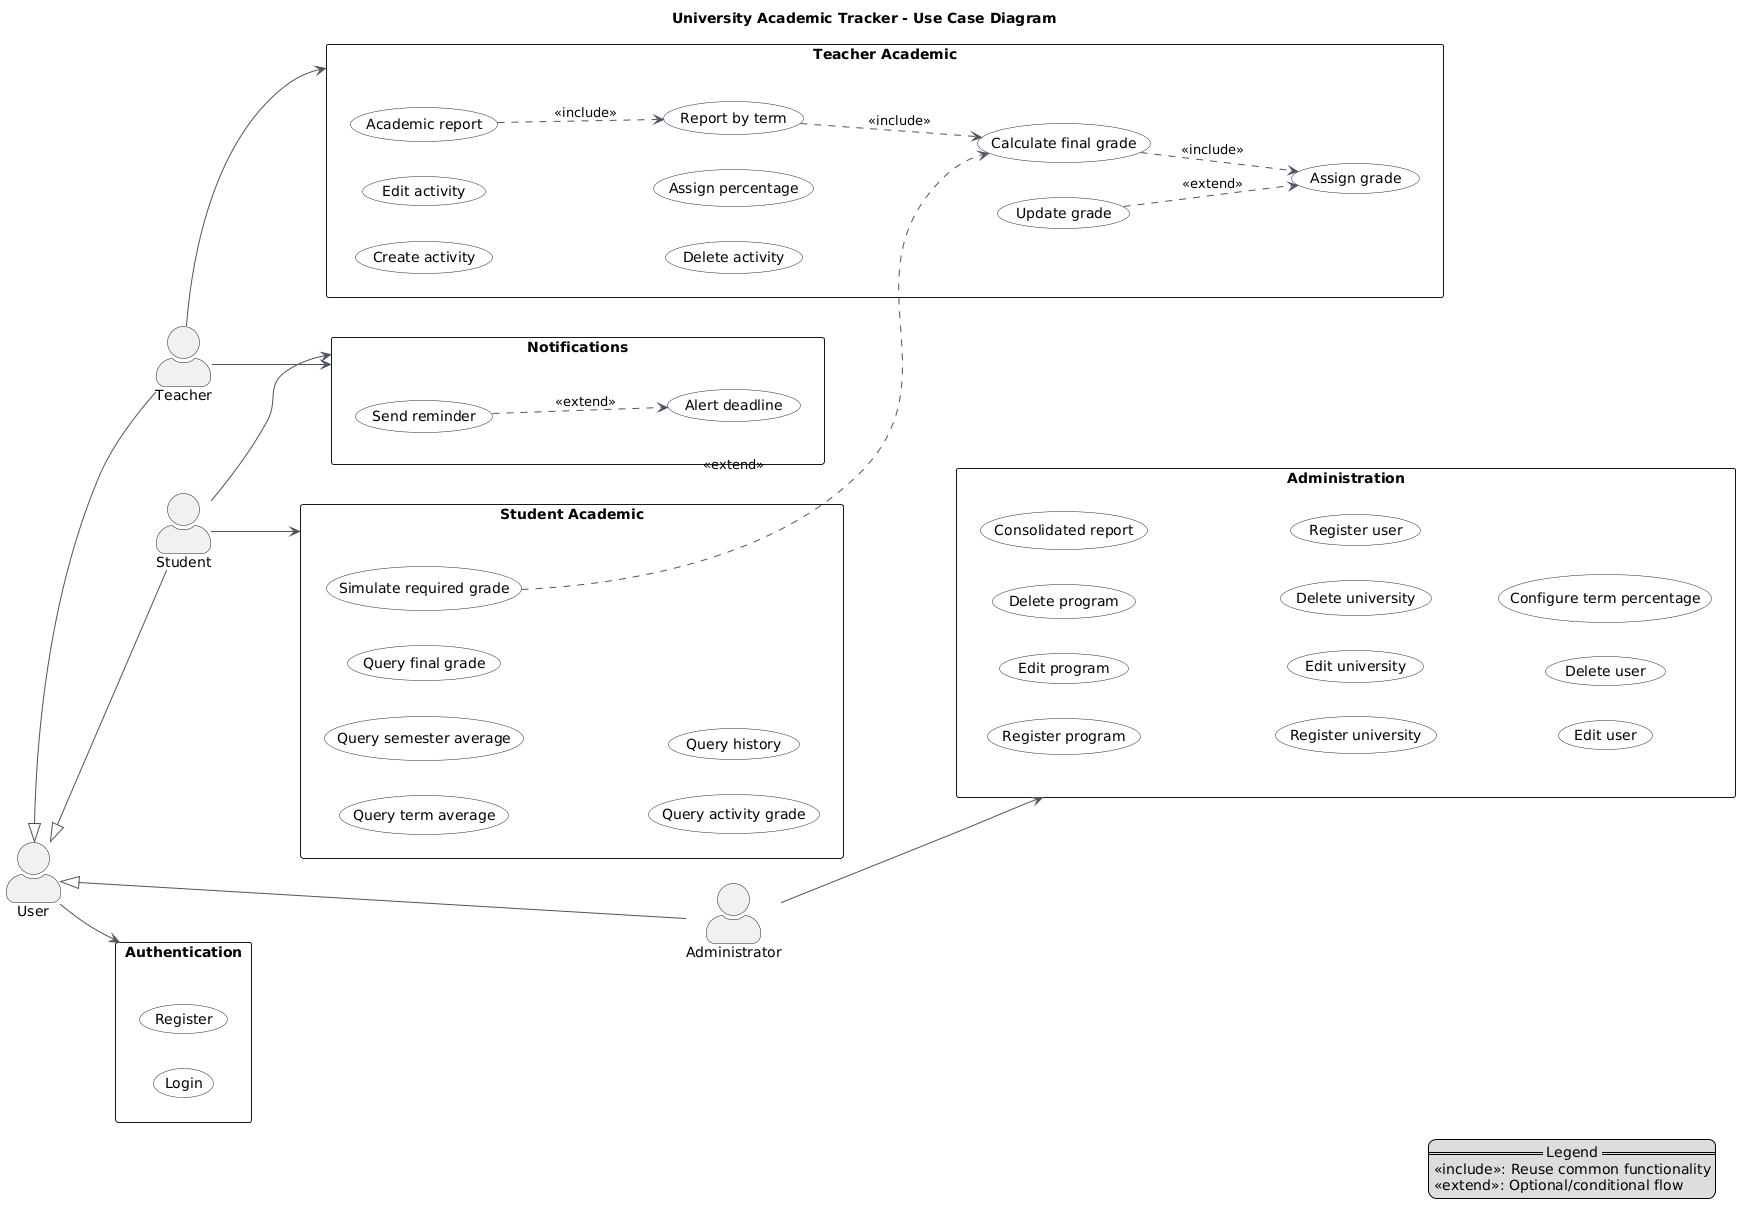 University Academic Tracker - Use Case Diagram
Teacher Academic
Academic report
«include»
Report by term
«include»
Calculate final grade
«include»
Assign grade
Edit activity
Assign percentage
«extend»
Update grade
Create activity
Delete activity
Teacher
Notifications
Send reminder
«extend»
Alert deadline
«extend»
Student
Student Academic
Simulate required grade
Query final grade
Query semester average
Query history
Query term average
Query activity grade
Administration
Consolidated report
Register user
Delete program
Delete university
Configure term percentage
Edit program
Edit university
Delete user
Register program
Register university
Edit user
User
Administrator
Authentication
Register
Login
Legend
«include»: Reuse common functionality
«extend»: Optional/conditional flow